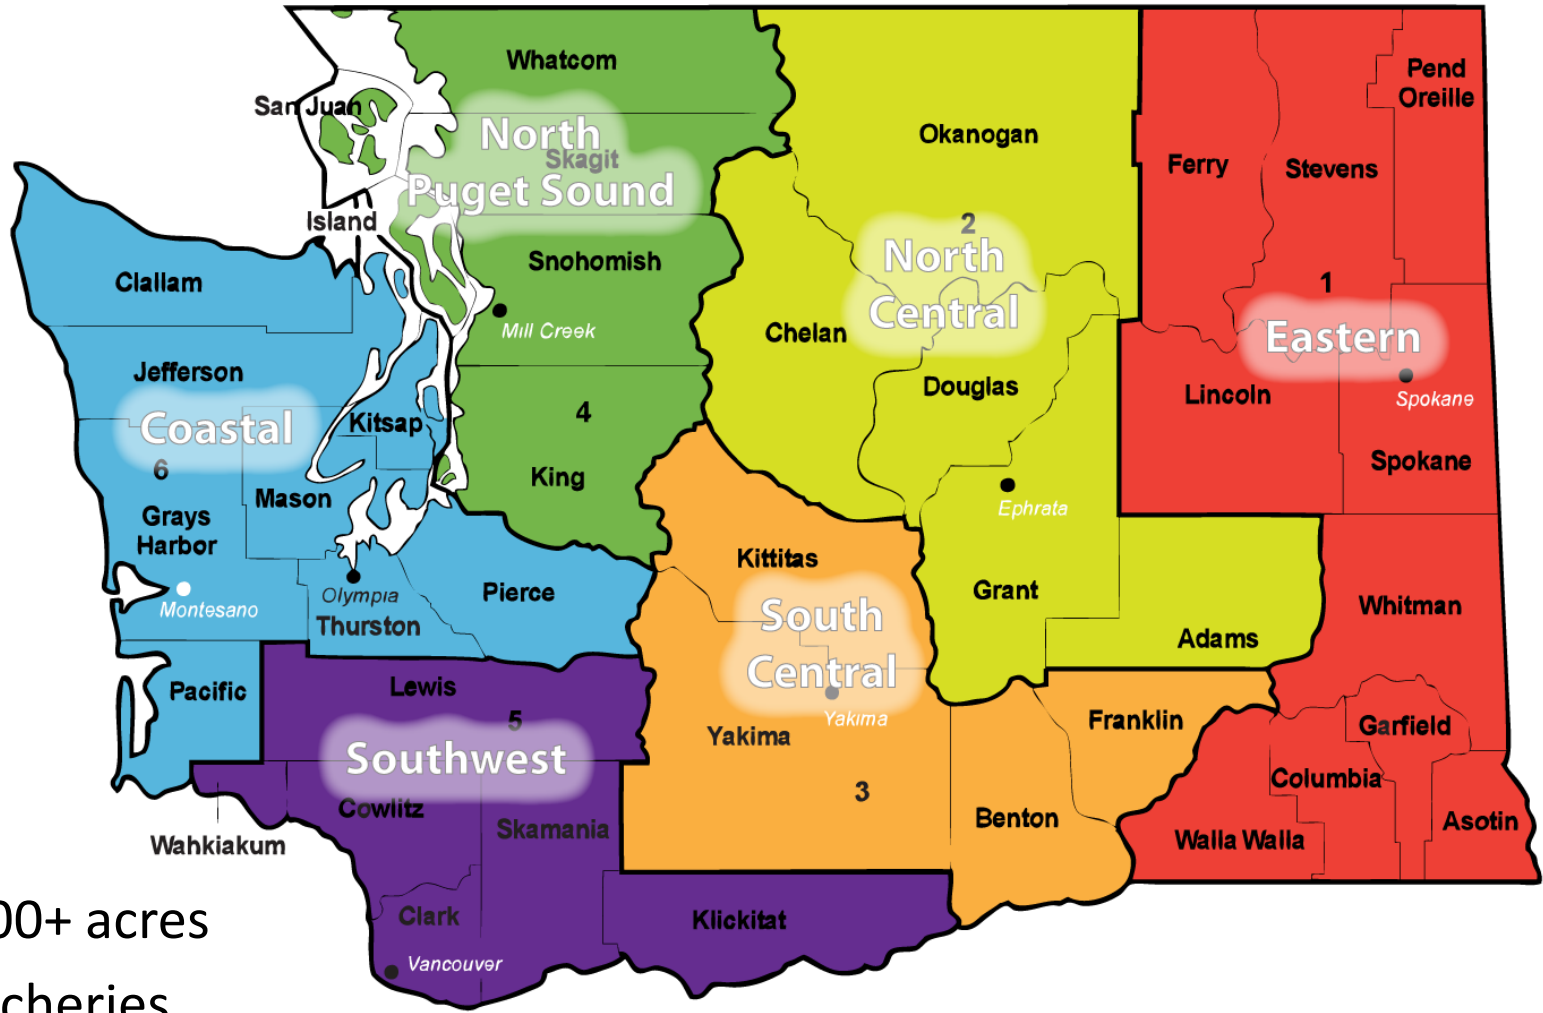 Whatcom
San Juan
North
Skagit
Puget Sound
Island
Snohomish
Mill Creek
4
King
Okanogan
2
North
Central
Chelan
Douglas
Ephrata
Grant
Adams
Pend
Oreille
Ferry
Stevens
1
Eastern
Lincoln
Spokane
Spokane
Whitman
Garfield
Columbia
Walla Walla
Asotin
Clallam
Jefferson
Coastal
6
Kitsap
Mason
Grays
Harbor
Montesano
Olympia
Thurston
Pierce
Pacific
Kittitas
South
Central
Yakima
Yakima
3
Franklin
Benton
Lewis
5
Southwest
Cowlitz
Skamania
Wahkiakum
Clark
Vancouver
Klickitat
00+ acres
cheries